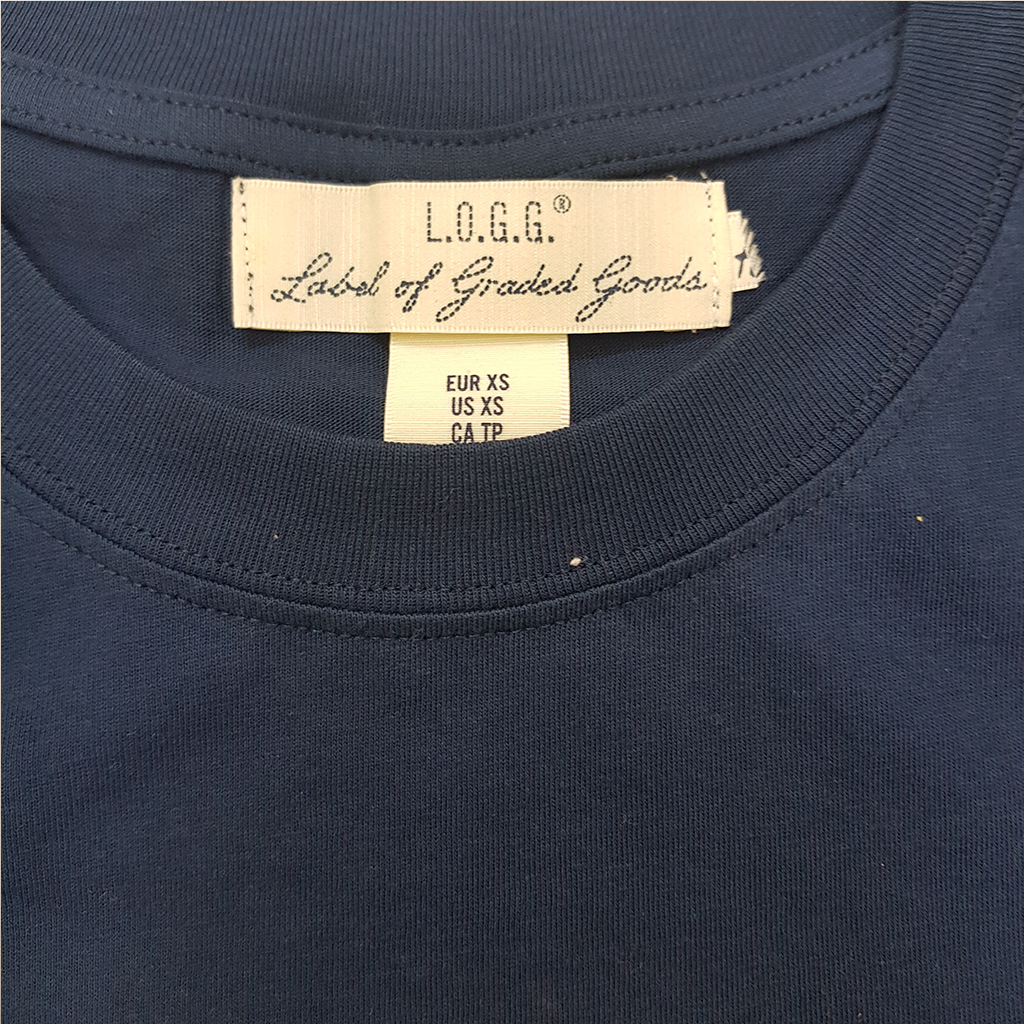 L.O.G.G.®
Label of Graded Goods
EUR XS
US XS
CA TP